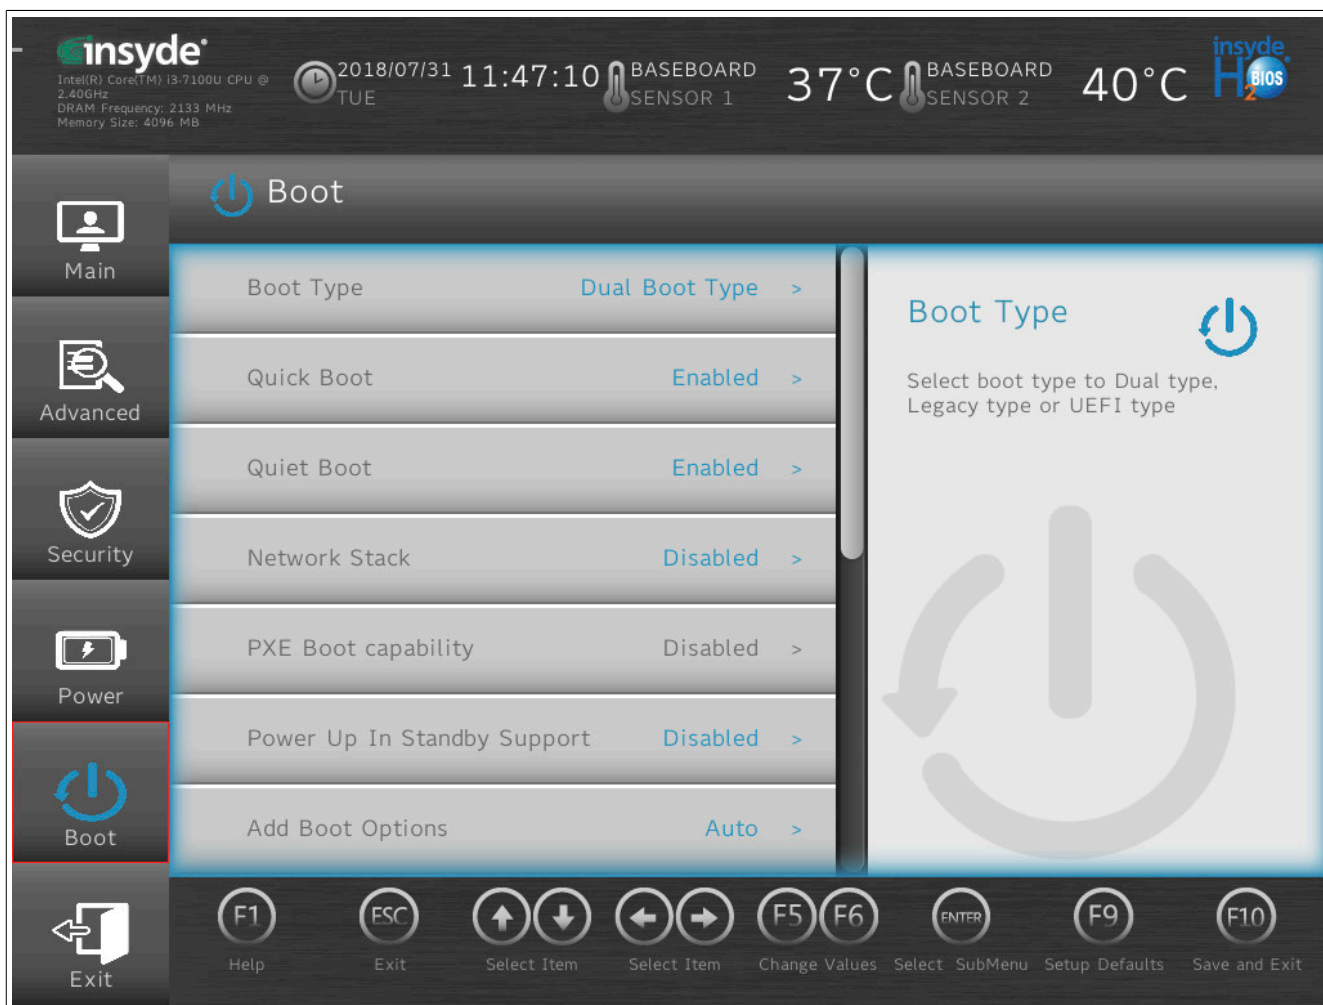 insyde
Intel(R) Core(TM) i3-7100U CPU @
2.40GHz
DRAM Frequency: 2133 MHz
Memory Size: 4096 MB
2018/07/31
TUE
11:47:10
BASEBOARD
SENSOR 1
37°C
BASEBOARD
SENSOR 2
40°C
insyde
H2BIOS
Main
Advanced
Security
Power
Boot
Exit
Boot
Boot Type Dual Boot Type >
Quick Boot Enabled >
Quiet Boot Enabled >
Network Stack Disabled >
PXE Boot capability Disabled >
Power Up In Standby Support Disabled >
Add Boot Options Auto >
Boot Type
Select boot type to Dual type,
Legacy type or UEFI type
F1 ESC F5 F6 ENTER F9 F10
Help Exit Select Item Select Item Change Values Select SubMenu Setup Defaults Save and Exit